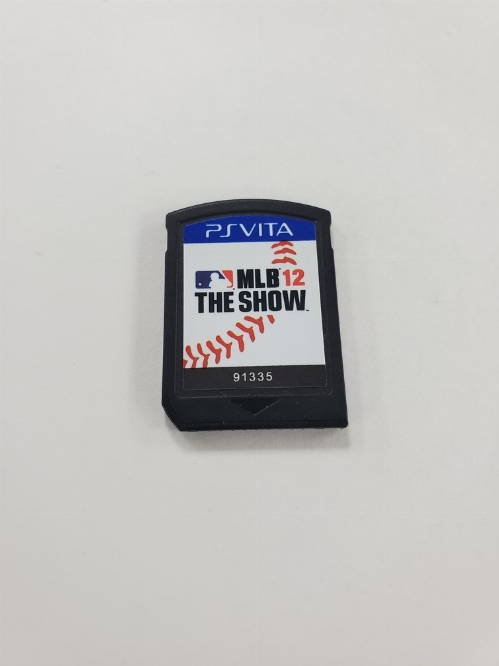 PSVITA
MLB 12
THE SHOW
91335